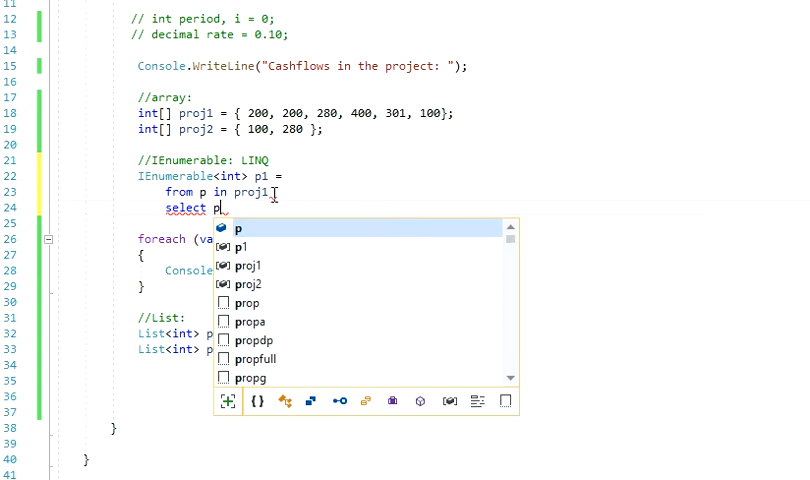 11
12 // int period, i = 0;
13 // decimal rate = 0.10;
14
15 Console.WriteLine("Cashflows in the project: ");
16
17 //array:
18 int[] proj1 = { 200, 200, 280, 400, 301, 100};
19 int[] proj2 = { 100, 280 };
20
21 //IEnumerable: LINQ
22 IEnumerable<int> p1 =
23 from p in proj1
24 select p
25
26 foreach (va
27 {
28 Console
29 }
30
31 //List:
32 List<int> p
33 List<int> p
34
35
36
37
38 }
39
40 }
41
p
p1
proj1
proj2
prop
propa
propdp
propfull
propg